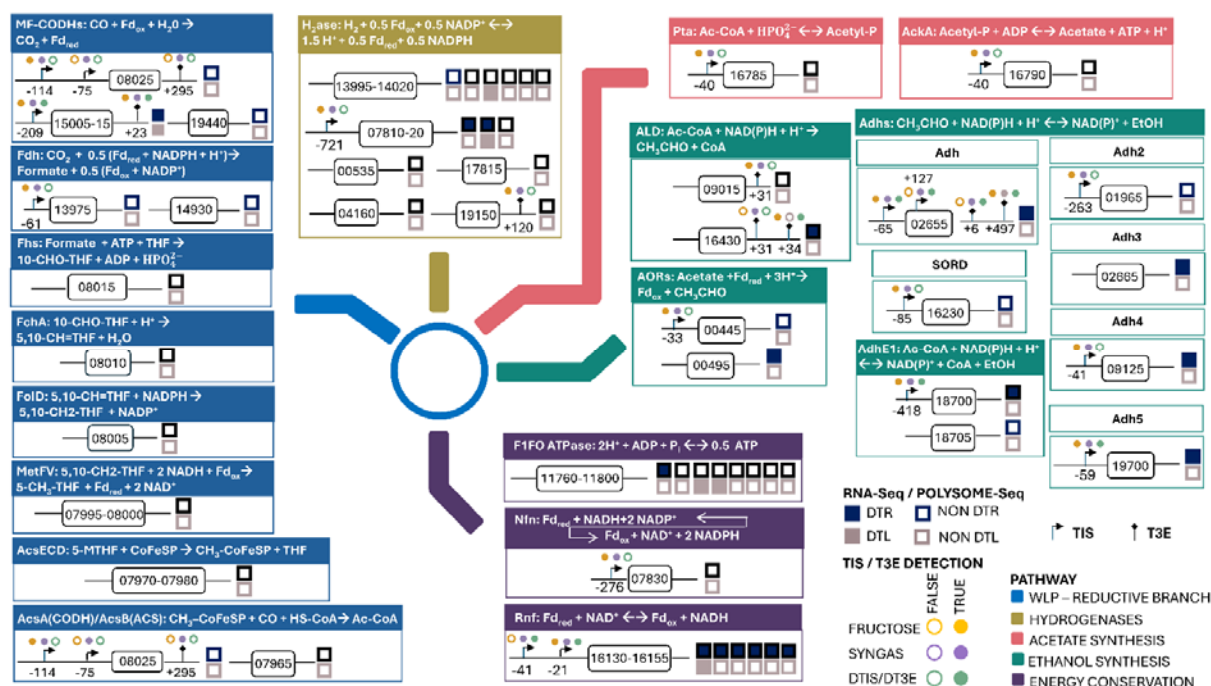 MF-CODHs: CO + Fdox + H20 →
CO2 + Fdred
08025
-114
-75
+295
15005-15
19440
-209
+23
Fdh: CO2 + 0.5 (Fdred + NADPH + H⁺)→
Formate + 0.5 (Fdox + NADP⁺)
13975
14930
-61
Fhs: Formate + ATP + THF →
10-CHO-THF + ADP + HPO₄²⁻
08015
FchA: 10-CHO-THF + H⁺ →
5,10-CH=THF + H2O
08010
FolD: 5,10-CH=THF + NADPH →
5,10-CH2-THF + NADP⁺
08005
MetFV: 5,10-CH2-THF + 2 NADH + Fdox→
5-CH3-THF + Fdred + 2 NAD⁺
07995-08000
AcsECD: 5-MTHF + CoFeSP → CH3-CoFeSP + THF
07970-07980
AcsA(CODH)/AcsB(ACS): CH3-CoFeSP + CO + HS-CoA→ Ac-CoA
08025
07965
-114
-75
+295
H2ase: H2 + 0.5 Fdox + 0.5 NADP⁺ ←→
1.5 H⁺ + 0.5 Fdred + 0.5 NADPH
13995-14020
07810-20
-721
00535
17815
04160
19150
+120
Pta: Ac-CoA + HPO₄²⁻ ←→ Acetyl-P
16785
-40
AckA: Acetyl-P + ADP ←→ Acetate + ATP + H⁺
16790
-40
ALD: Ac-CoA + NAD(P)H + H⁺ →
CH3CHO + CoA
09015
+31
16430
+31
+34
AORs: Acetate +Fdred + 3H⁺→
Fdox + CH3CHO
00445
-33
00495
Adhs: CH3CHO + NAD(P)H + H⁺ ←→ NAD(P)⁺ + EtOH
Adh
+127
02655
-65
+6
+497
SORD
16230
-85
AdhE1: Ac-CoA + NAD(P)H + H⁺
←→ NAD(P)⁺ + CoA + EtOH
18700
-418
18705
Adh2
01965
-263
Adh3
02665
Adh4
09125
-41
Adh5
19700
-59
F1FO ATPase: 2H⁺ + ADP + Pi ←→ 0.5 ATP
11760-11800
Nfn: Fdred + NADH+2 NADP⁺
Fdox + NAD⁺ + 2 NADPH
07830
-276
Rnf: Fdred + NAD⁺ ←→ Fdox + NADH
16130-16155
-41
-21
RNA-Seq / POLYSOME-Seq
DTR
NON DTR
DTL
NON DTL
TIS
T3E
TIS / T3E DETECTION
FALSE
TRUE
FRUCTOSE
SYNGAS
DTIS/DT3E
PATHWAY
WLP – REDUCTIVE BRANCH
HYDROGENASES
ACETATE SYNTHESIS
ETHANOL SYNTHESIS
ENERGY CONSERVATION